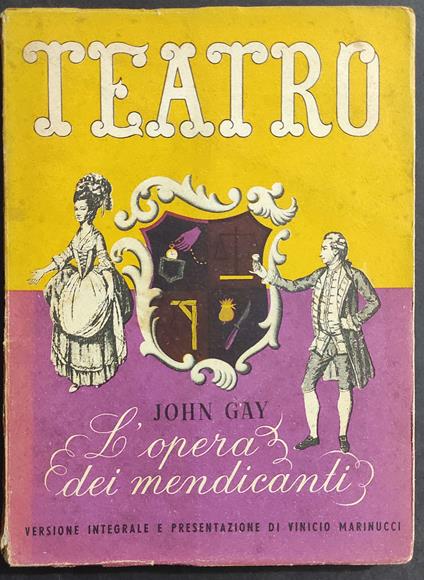 TEATRO
JOHN GAY
L'opera
dei mendicanti
VERSIONE INTEGRALE E PRESENTAZIONE DI VINICIO MARINUCCI